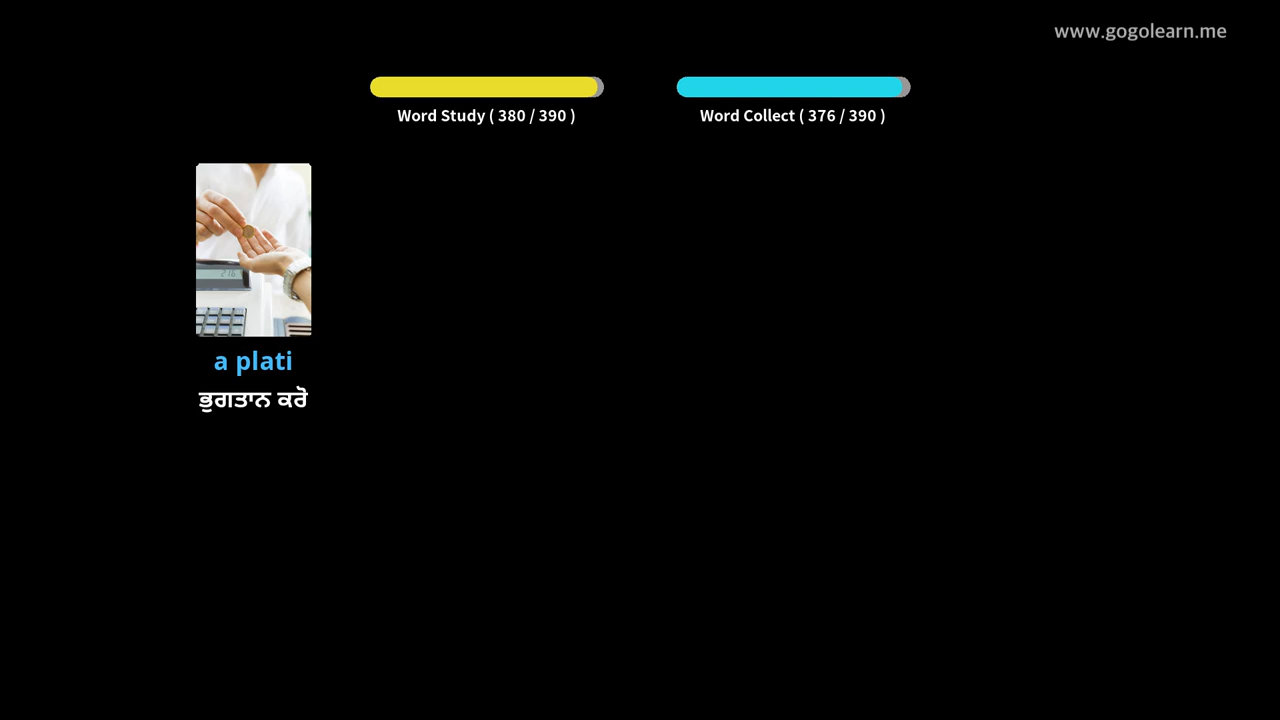 www.gogolearn.me
Word Study ( 380 / 390 )
Word Collect ( 376 / 390 )
a plati
ਭੁਗਤਾਨ ਕਰੋ